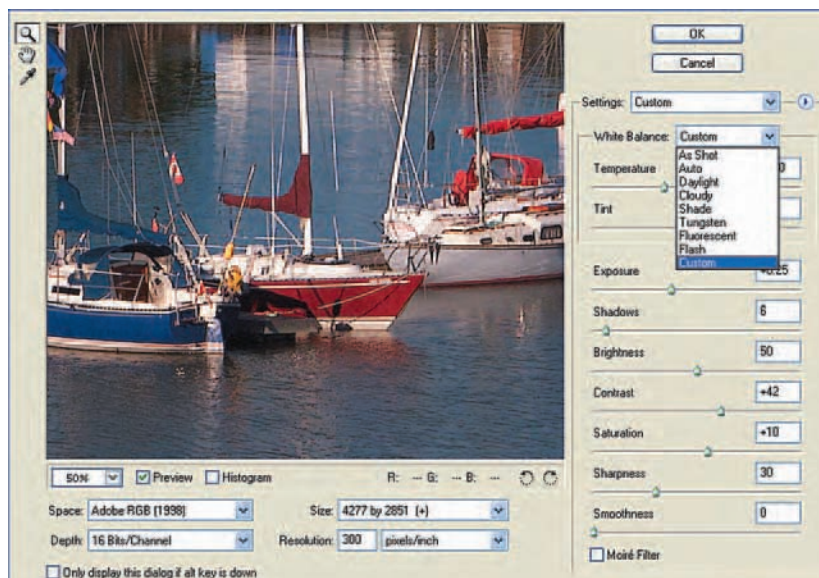 OK
Cancel
Settings: Custom
White Balance: Custom
As Shot
Auto
Daylight
Cloudy
Shade
Tungsten
Fluorescent
Flash
Custom
Temperature
Tint
Exposure +0.25
Shadows 6
Brightness 50
Contrast +42
Saturation +10
Sharpness 30
Smoothness 0
Moiré Filter
50% Preview Histogram R: --- G: --- B: ---
Space: Adobe RGB (1998) Size: 4277 by 2851 (+)
Depth: 16 Bits/Channel Resolution: 300 pixels/inch
Only display this dialog if alt key is down